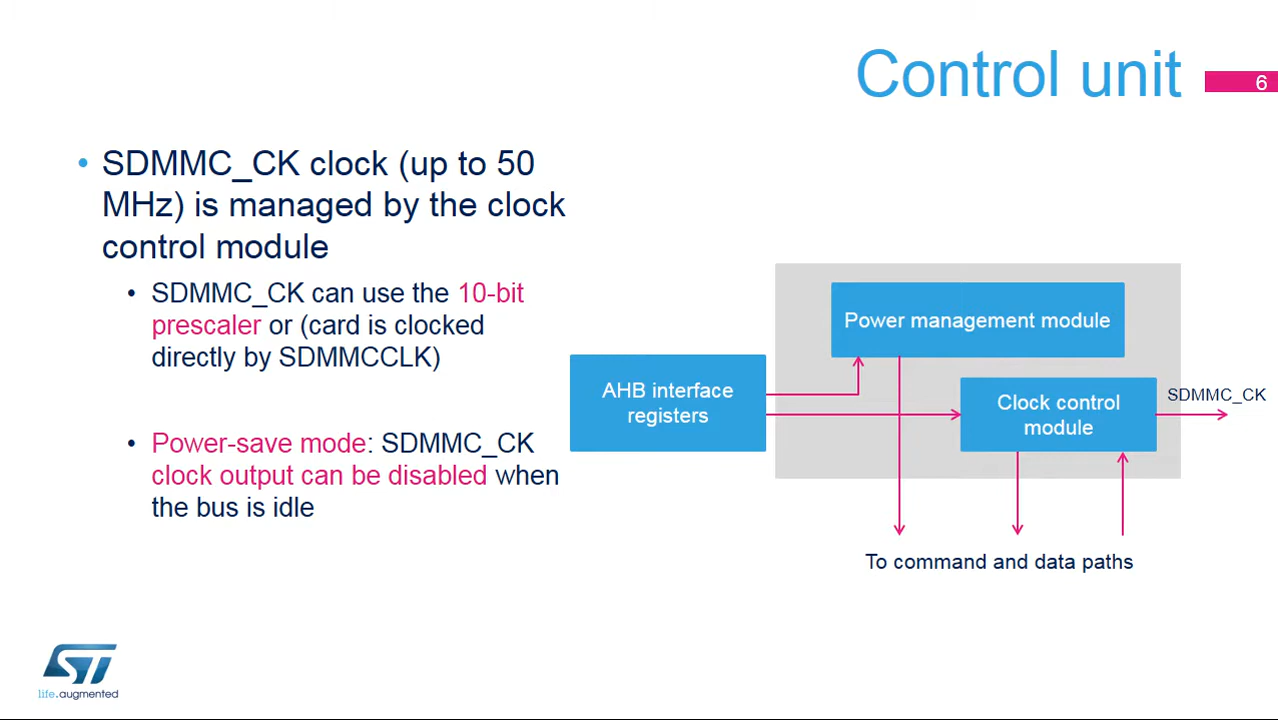 Control unit
6
• SDMMC_CK clock (up to 50
MHz) is managed by the clock
control module
• SDMMC_CK can use the 10-bit
prescaler or (card is clocked
directly by SDMMCCLK)
• Power-save mode: SDMMC_CK
clock output can be disabled when
the bus is idle
Power management module
AHB interface
registers
Clock control
module
SDMMC_CK
To command and data paths
ST
life.augmented